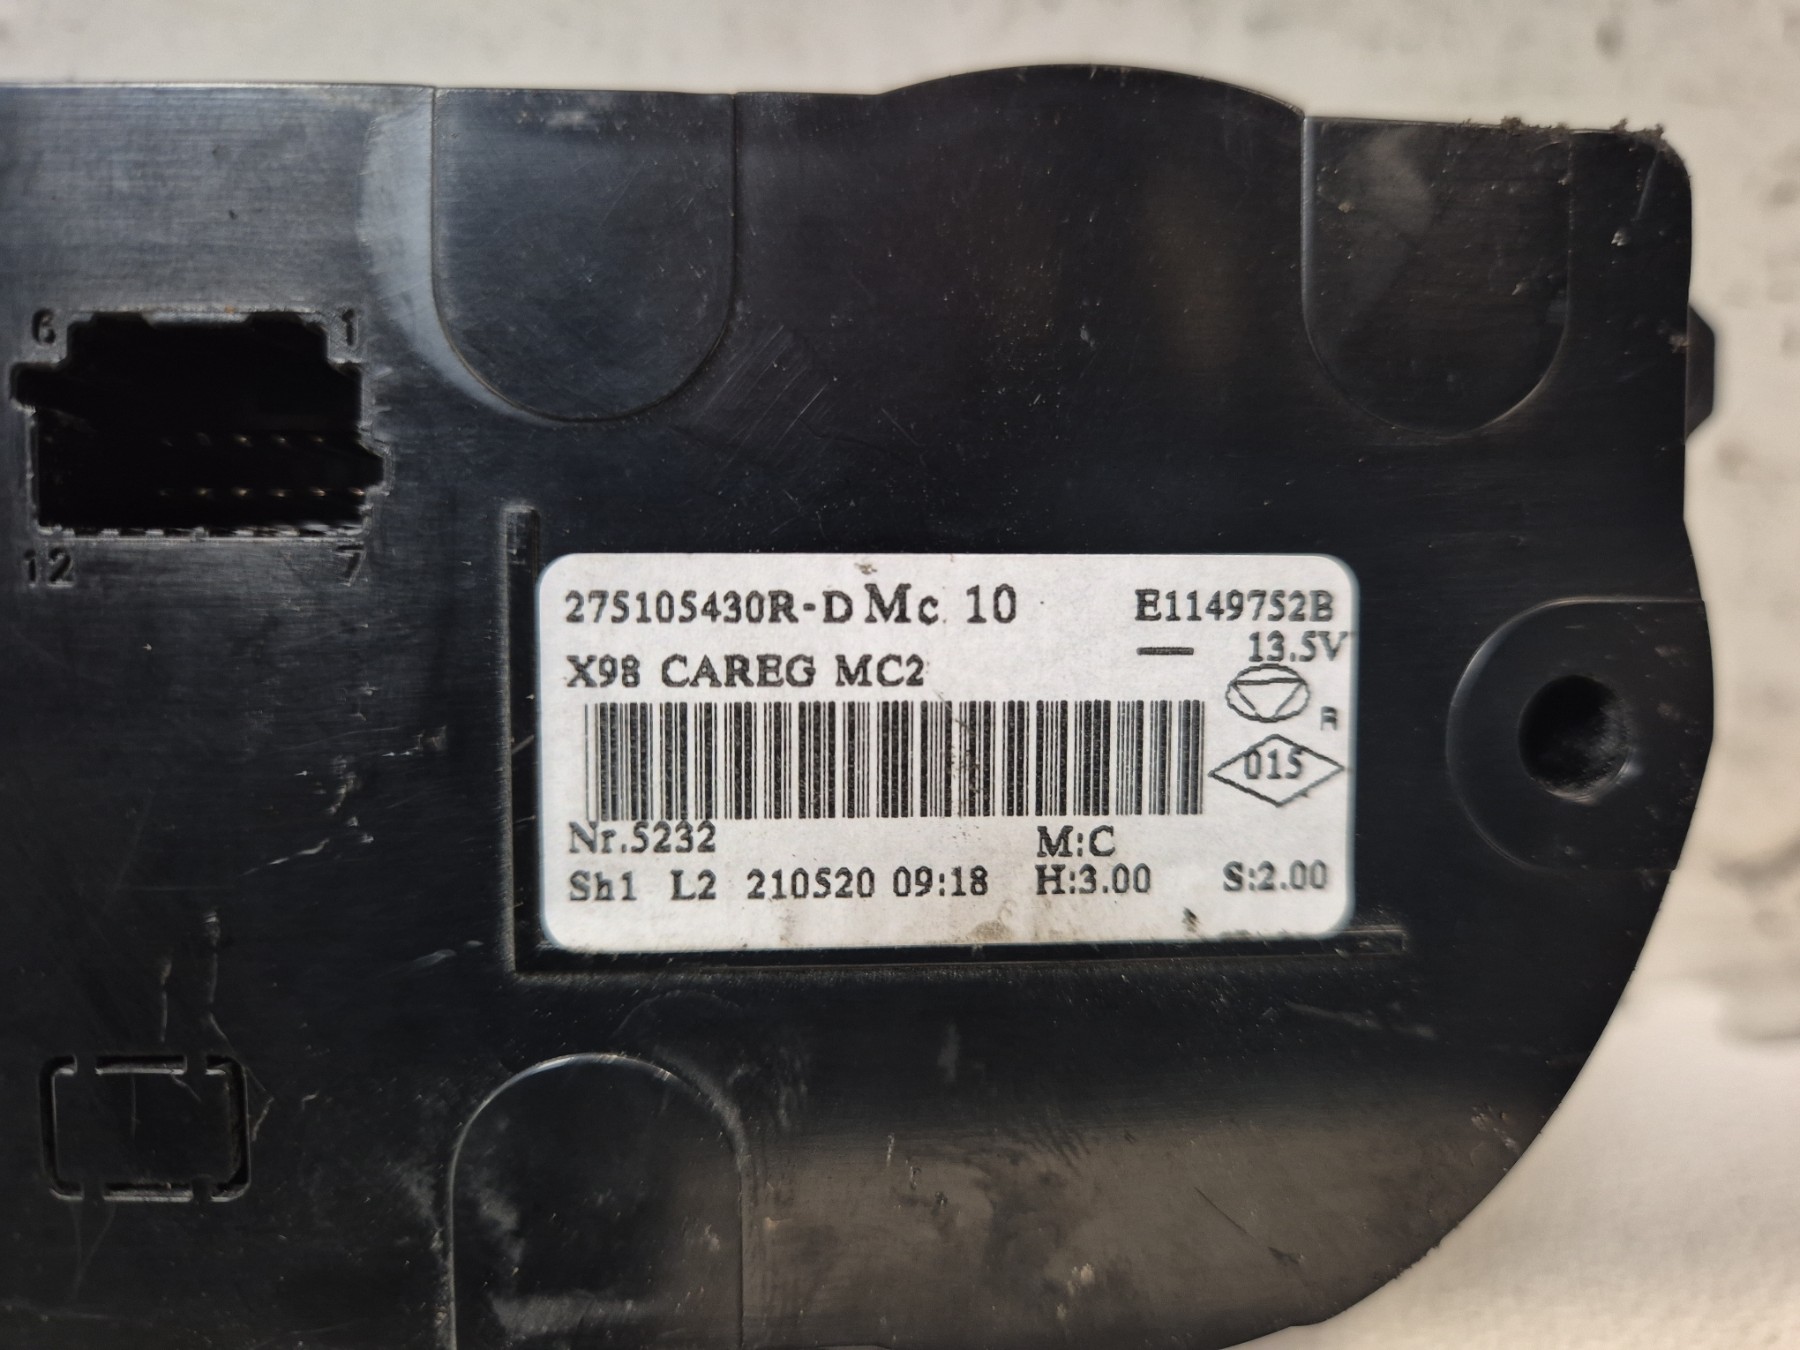 6 1
12 7
275105430R-D Mc 10 E1149752B
13.5V
X98 CAREG MC2
R
015
Nr.5232 M:C
Sh1 L2 210520 09:18 H:3.00 S:2.00